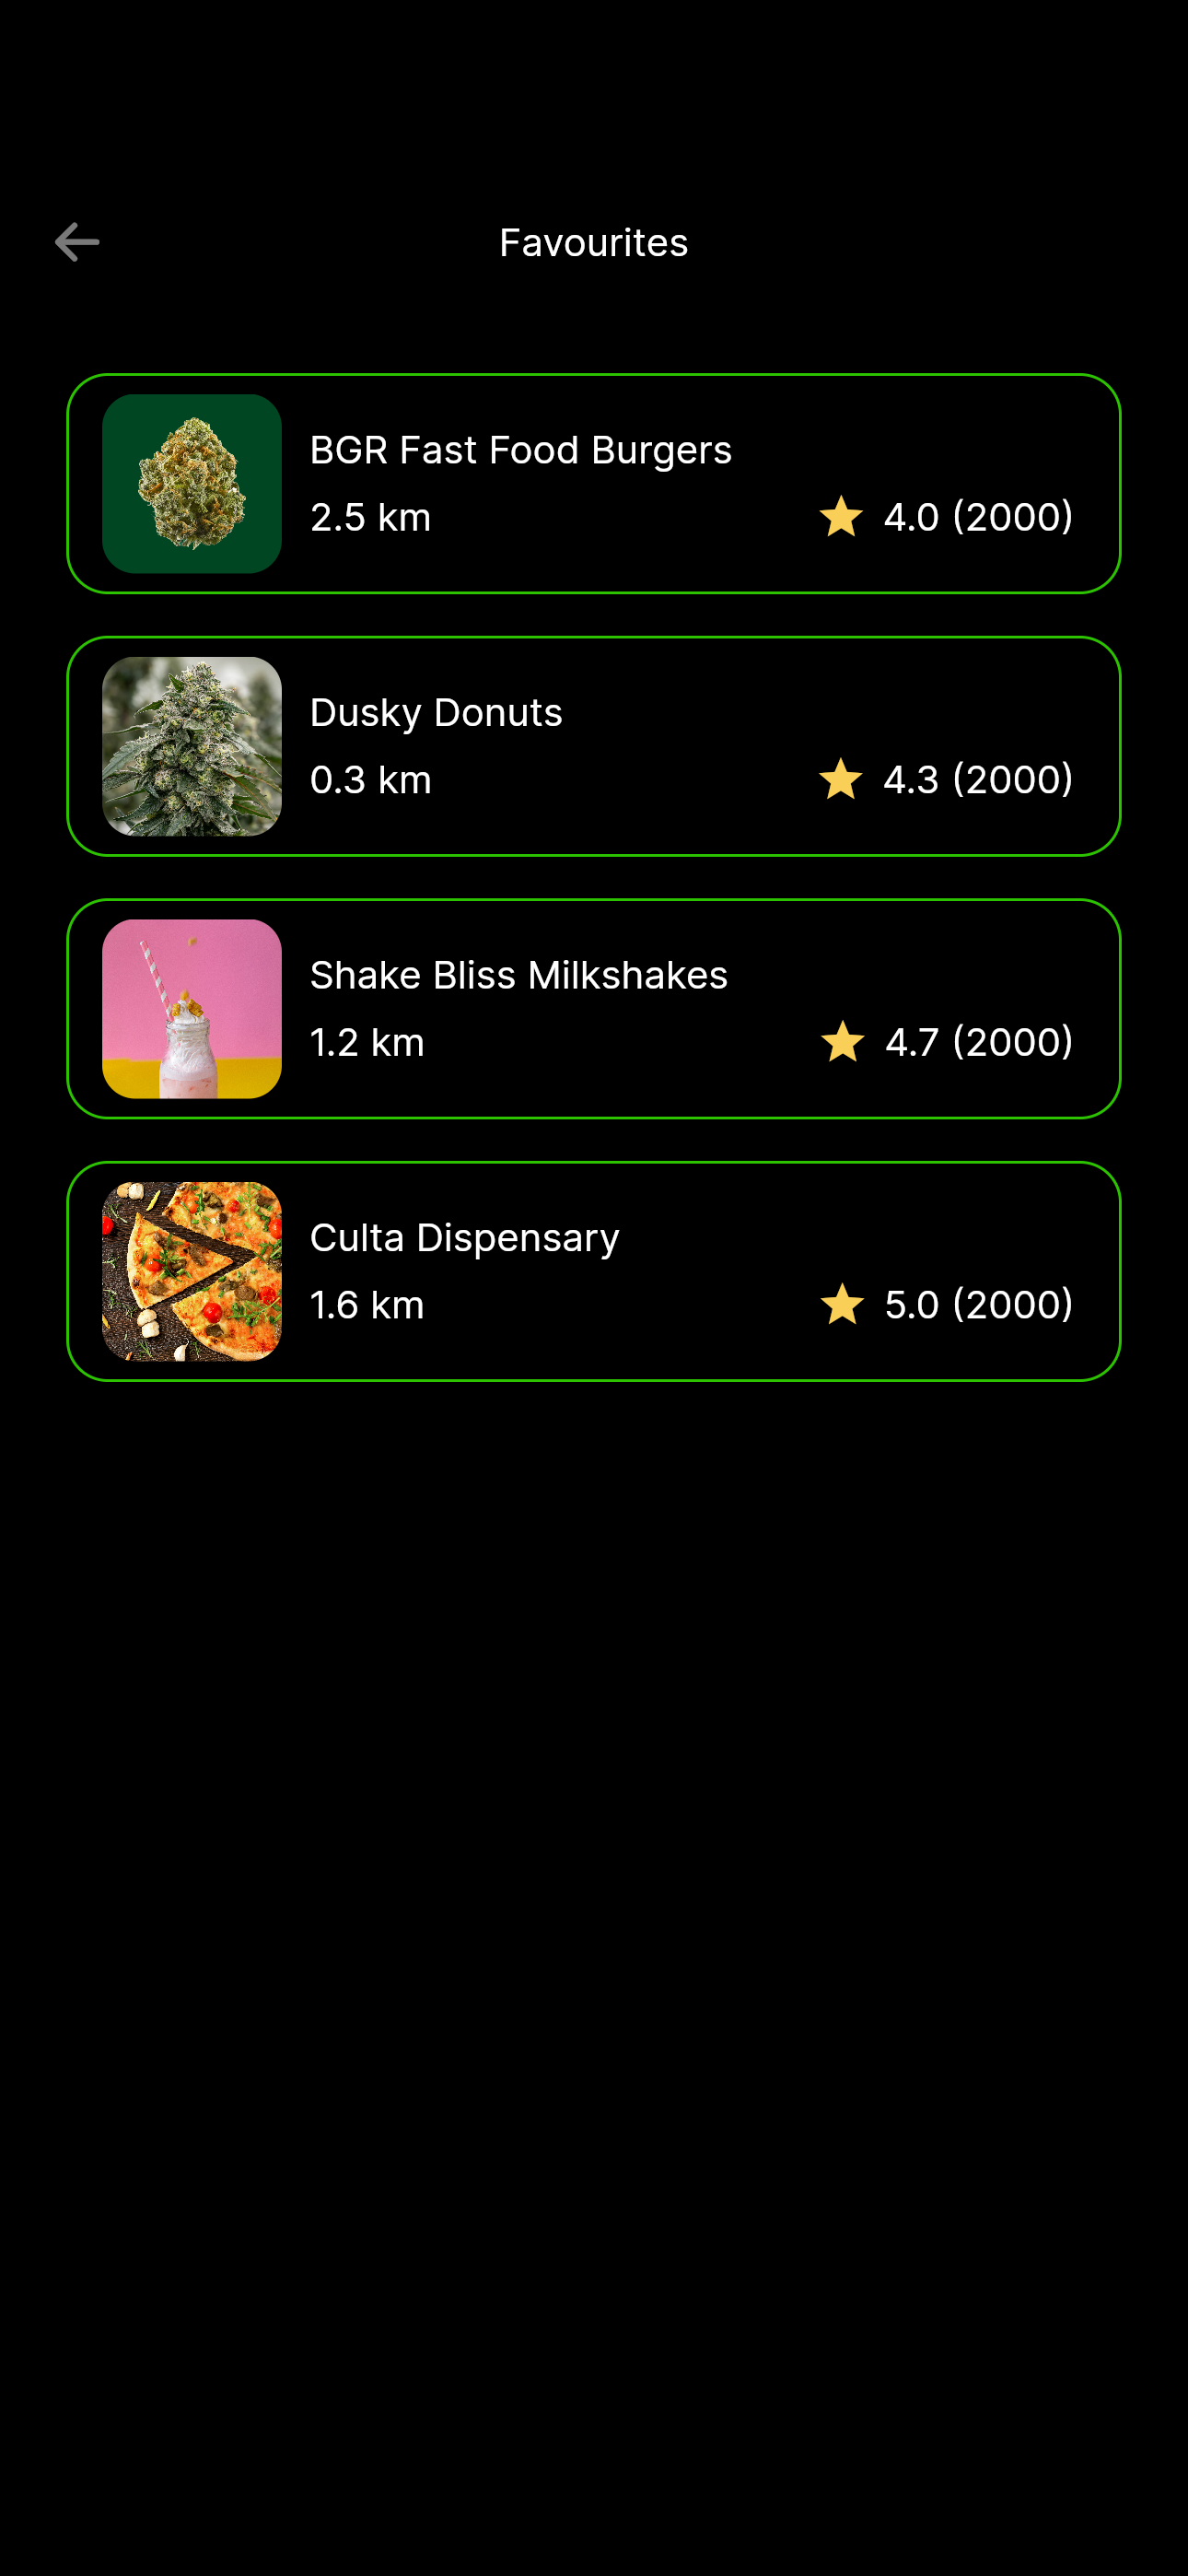 Favourites
BGR Fast Food Burgers
2.5 km
4.0 (2000)
Dusky Donuts
0.3 km
4.3 (2000)
Shake Bliss Milkshakes
1.2 km
4.7 (2000)
Culta Dispensary
1.6 km
5.0 (2000)